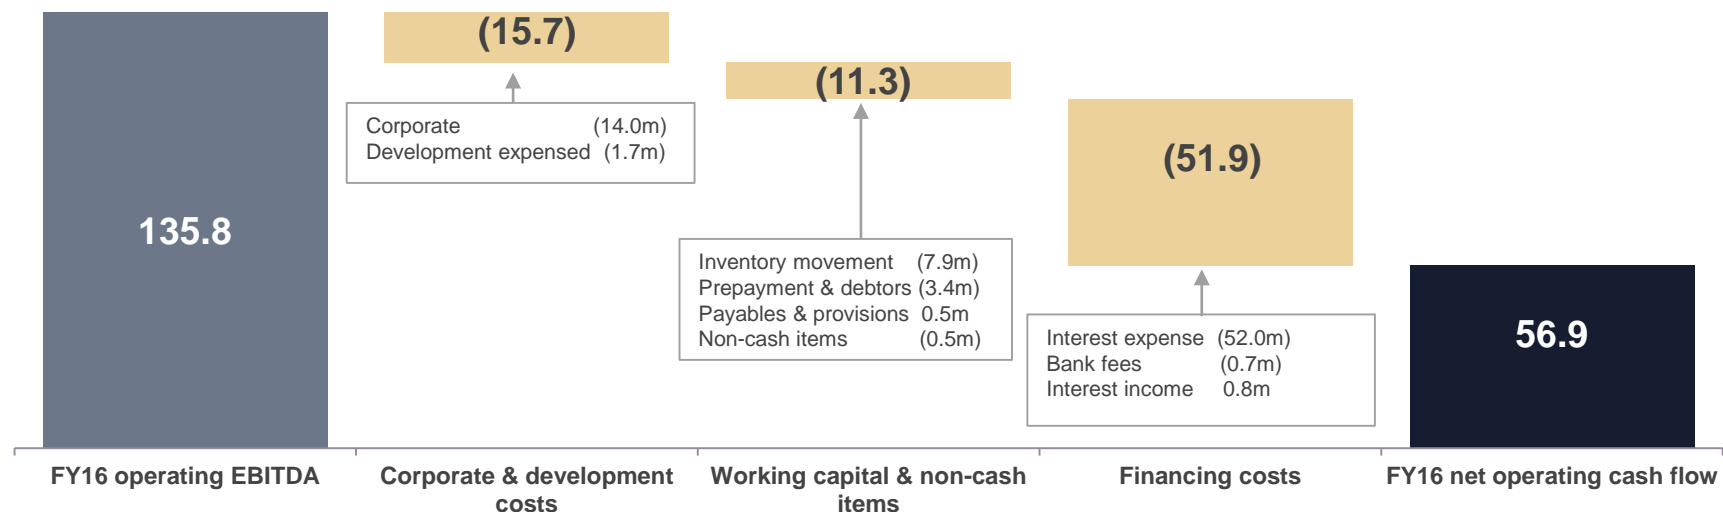 (15.7)
(11.3)
Corporate (14.0m)
Development expensed (1.7m)
(51.9)
135.8
Inventory movement (7.9m)
Prepayment & debtors (3.4m)
Payables & provisions 0.5m
Non-cash items (0.5m)
Interest expense (52.0m)
Bank fees (0.7m)
Interest income 0.8m
56.9
FY16 operating EBITDA
Corporate & development
costs
Working capital & non-cash
items
Financing costs
FY16 net operating cash flow